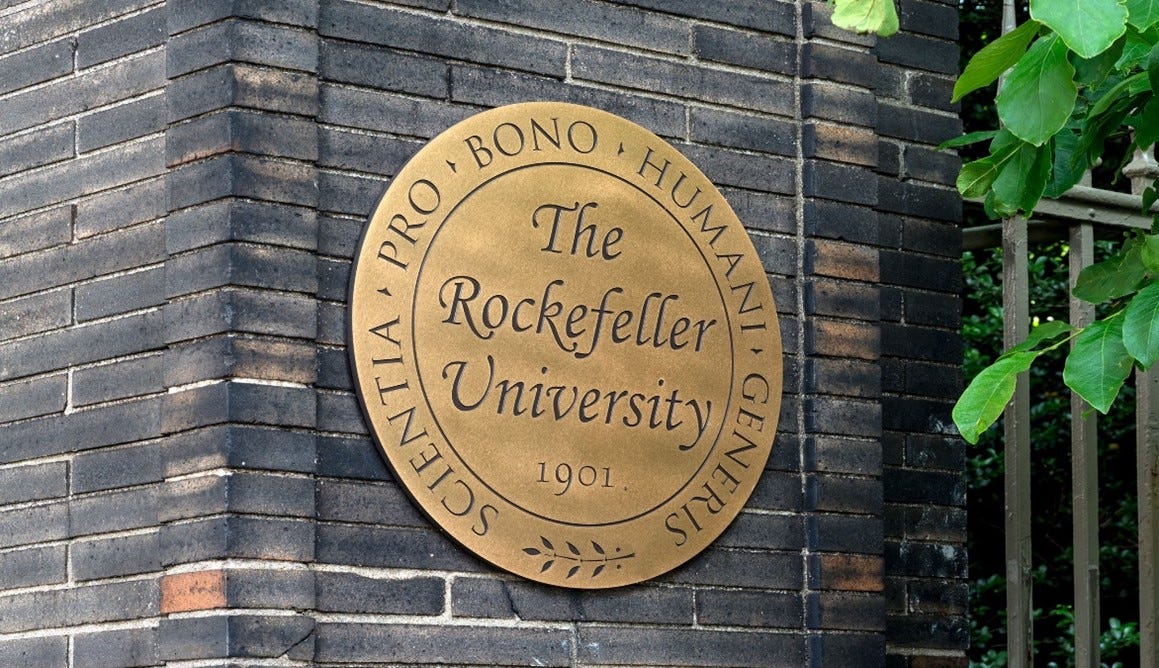 SCIENTIA ▸ PRO ▸ BONO ▸ HUMANI ▸ GENERIS
The
Rockefeller
University
1901.